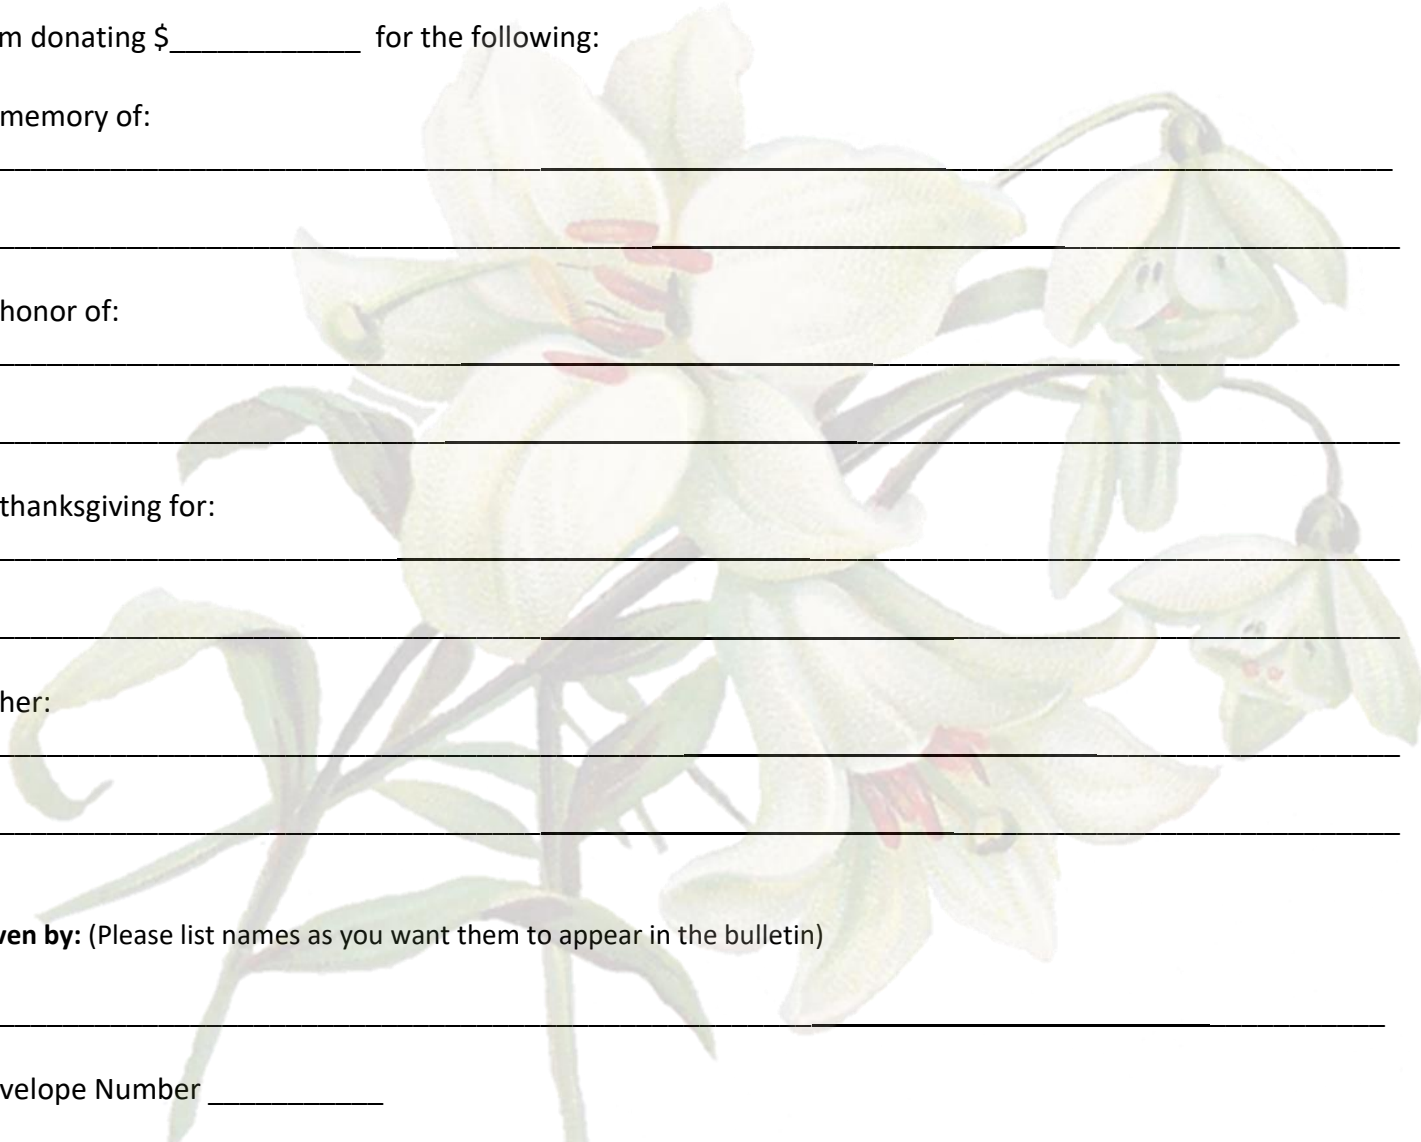 m donating $____________ for the following:
memory of:
honor of:
thanksgiving for:
her:
ven by: (Please list names as you want them to appear in the bulletin)
velope Number ___________